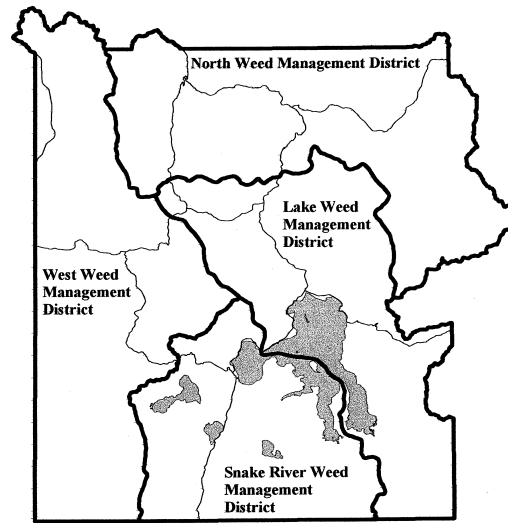 North Weed Management District
Lake Weed
Management
District
West Weed
Management
District
Snake River Weed
Management
District